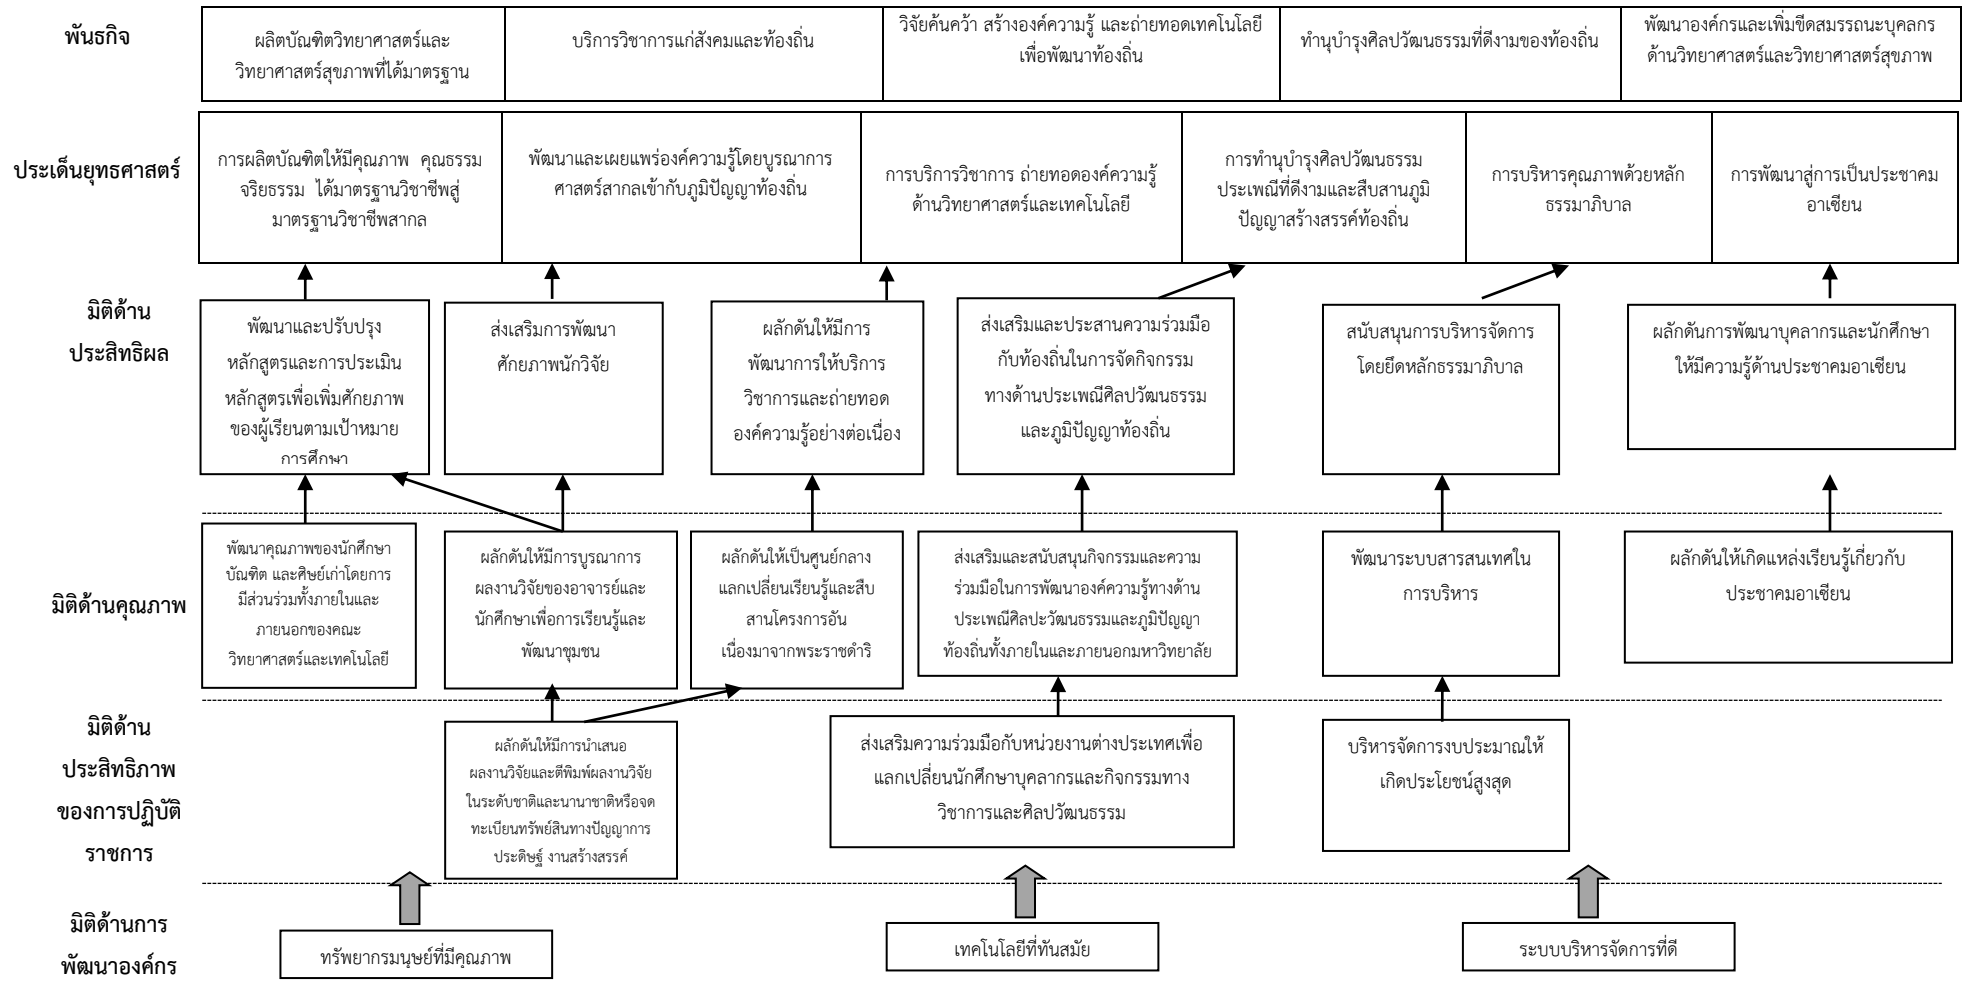 พันธกิจ
ผลิตบัณฑิตวิทยาศาสตร์และ
วิทยาศาสตร์สุขภาพที่ได้มาตรฐาน
บริการวิชาการแก่สังคมและท้องถิ่น
วิจัยค้นคว้า สร้างองค์ความรู้ และถ่ายทอดเทคโนโลยี
เพื่อพัฒนาท้องถิ่น
ทำนุบำรุงศิลปวัฒนธรรมที่ดีงามของท้องถิ่น
พัฒนาองค์กรและเพิ่มขีดสมรรถนะบุคลกร
ด้านวิทยาศาสตร์และวิทยาศาสตร์สุขภาพ
ประเด็นยุทธศาสตร์
การผลิตบัณฑิตให้มีคุณภาพ คุณธรรม
จริยธรรม ได้มาตรฐานวิชาชีพสู่
มาตรฐานวิชาชีพสากล
พัฒนาและเผยแพร่องค์ความรู้โดยบูรณาการ
ศาสตร์สากลเข้ากับภูมิปัญญาท้องถิ่น
การบริการวิชาการ ถ่ายทอดองค์ความรู้
ด้านวิทยาศาสตร์และเทคโนโลยี
การทำนุบำรุงศิลปวัฒนธรรม
ประเพณีที่ดีงามและสืบสานภูมิ
ปัญญาสร้างสรรค์ท้องถิ่น
การบริหารคุณภาพด้วยหลัก
ธรรมาภิบาล
การพัฒนาสู่การเป็นประชาคม
อาเซียน
มิติด้าน
ประสิทธิผล
พัฒนาและปรับปรุง
หลักสูตรและการประเมิน
หลักสูตรเพื่อเพิ่มศักยภาพ
ของผู้เรียนตามเป้าหมาย
การศึกษา
ส่งเสริมการพัฒนา
ศักยภาพนักวิจัย
ผลักดันให้มีการ
พัฒนาการให้บริการ
วิชาการและถ่ายทอด
องค์ความรู้อย่างต่อเนื่อง
ส่งเสริมและประสานความร่วมมือ
กับท้องถิ่นในการจัดกิจกรรม
ทางด้านประเพณีศิลปวัฒนธรรม
และภูมิปัญญาท้องถิ่น
สนับสนุนการบริหารจัดการ
โดยยึดหลักธรรมาภิบาล
ผลักดันการพัฒนาบุคลากรและนักศึกษา
ให้มีความรู้ด้านประชาคมอาเซียน
มิติด้านคุณภาพ
พัฒนาคุณภาพของนักศึกษา
บัณฑิต และศิษย์เก่าโดยการ
มีส่วนร่วมทั้งภายในและ
ภายนอกของคณะ
วิทยาศาสตร์และเทคโนโลยี
ผลักดันให้มีการบูรณาการ
ผลงานวิจัยของอาจารย์และ
นักศึกษาเพื่อการเรียนรู้และ
พัฒนาชุมชน
ผลักดันให้เป็นศูนย์กลาง
แลกเปลี่ยนเรียนรู้และสืบ
สานโครงการอัน
เนื่องมาจากพระราชดำริ
ส่งเสริมและสนับสนุนกิจกรรมและความ
ร่วมมือในการพัฒนาองค์ความรู้ทางด้าน
ประเพณีศิลปะวัฒนธรรมและภูมิปัญญา
ท้องถิ่นทั้งภายในและภายนอกมหาวิทยาลัย
พัฒนาระบบสารสนเทศใน
การบริหาร
ผลักดันให้เกิดแหล่งเรียนรู้เกี่ยวกับ
ประชาคมอาเซียน
มิติด้าน
ประสิทธิภาพ
ของการปฏิบัติ
ราชการ
ผลักดันให้มีการนำเสนอ
ผลงานวิจัยและตีพิมพ์ผลงานวิจัย
ในระดับชาติและนานาชาติหรือจด
ทะเบียนทรัพย์สินทางปัญญาการ
ประดิษฐ์ งานสร้างสรรค์
ส่งเสริมความร่วมมือกับหน่วยงานต่างประเทศเพื่อ
แลกเปลี่ยนนักศึกษาบุคลากรและกิจกรรมทาง
วิชาการและศิลปวัฒนธรรม
บริหารจัดการงบประมาณให้
เกิดประโยชน์สูงสุด
มิติด้านการ
พัฒนาองค์กร
ทรัพยากรมนุษย์ที่มีคุณภาพ
เทคโนโลยีที่ทันสมัย
ระบบบริหารจัดการที่ดี